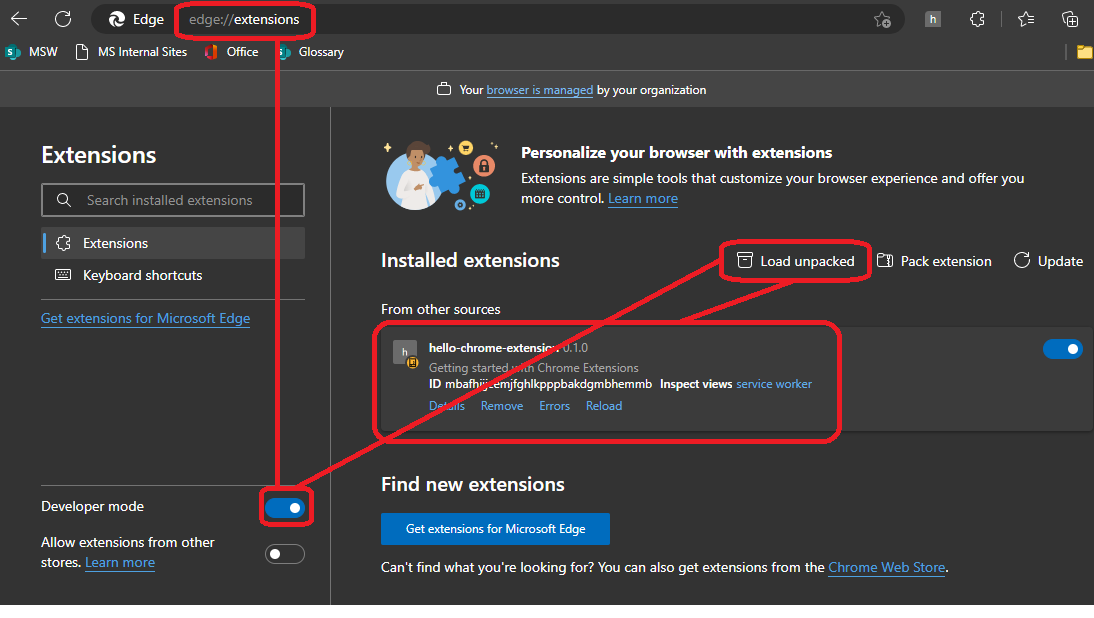 Edge edge://extensions h
MSW MS Internal Sites Office Glossary
Your browser is managed by your organization
Extensions
Search installed extensions
Extensions
Keyboard shortcuts
Get extensions for Microsoft Edge
Developer mode
Allow extensions from other
stores. Learn more
Personalize your browser with extensions
Extensions are simple tools that customize your browser experience and offer you
more control. Learn more
Installed extensions
Load unpacked Pack extension Update
From other sources
h
hello-chrome-extension 0.1.0
Getting started with Chrome Extensions
ID Inspect views service worker
Details Remove Errors Reload
Find new extensions
Get extensions for Microsoft Edge
Can't find what you're looking for? You can also get extensions from the Chrome Web Store.